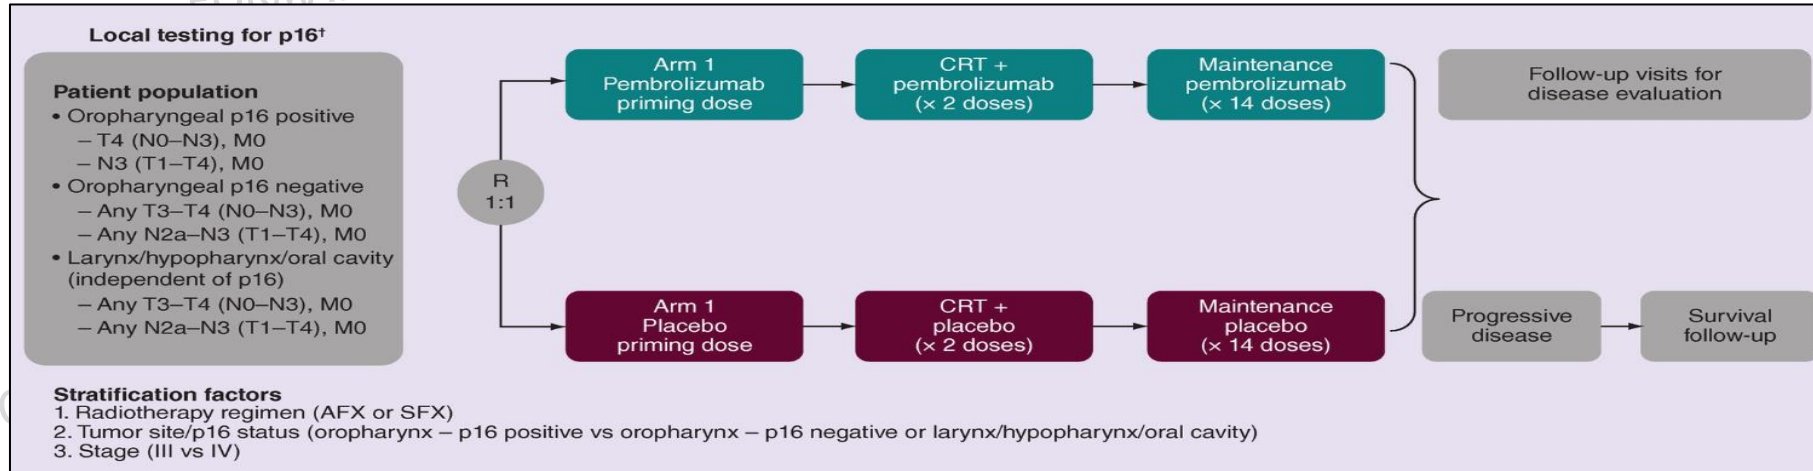 Local testing for p16†
Patient population
• Oropharyngeal p16 positive
– T4 (N0–N3), M0
– N3 (T1–T4), M0
• Oropharyngeal p16 negative
– Any T3–T4 (N0–N3), M0
– Any N2a–N3 (T1–T4), M0
• Larynx/hypopharynx/oral cavity
(independent of p16)
– Any T3–T4 (N0–N3), M0
– Any N2a–N3 (T1–T4), M0
R
1:1
Arm 1
Pembrolizumab
priming dose
CRT +
pembrolizumab
(× 2 doses)
Maintenance
pembrolizumab
(× 14 doses)
Follow-up visits for
disease evaluation
Arm 1
Placebo
priming dose
CRT +
placebo
(× 2 doses)
Maintenance
placebo
(× 14 doses)
Progressive
disease
Survival
follow-up
Stratification factors
1. Radiotherapy regimen (AFX or SFX)
2. Tumor site/p16 status (oropharynx – p16 positive vs oropharynx – p16 negative or larynx/hypopharynx/oral cavity)
3. Stage (III vs IV)